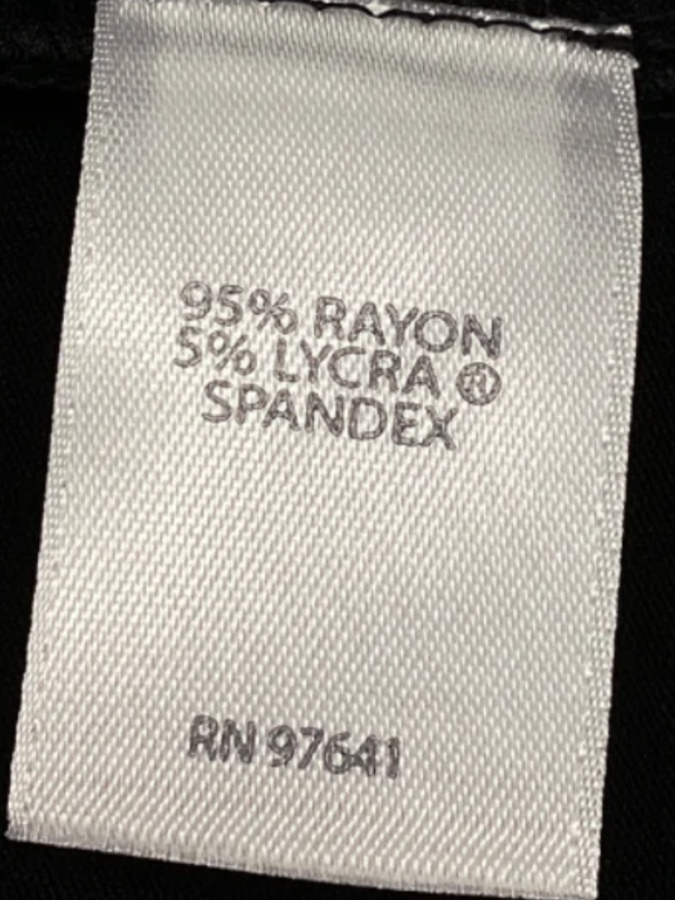 95% RAYON
5% LYCRA ®
SPANDEX
RN 97641